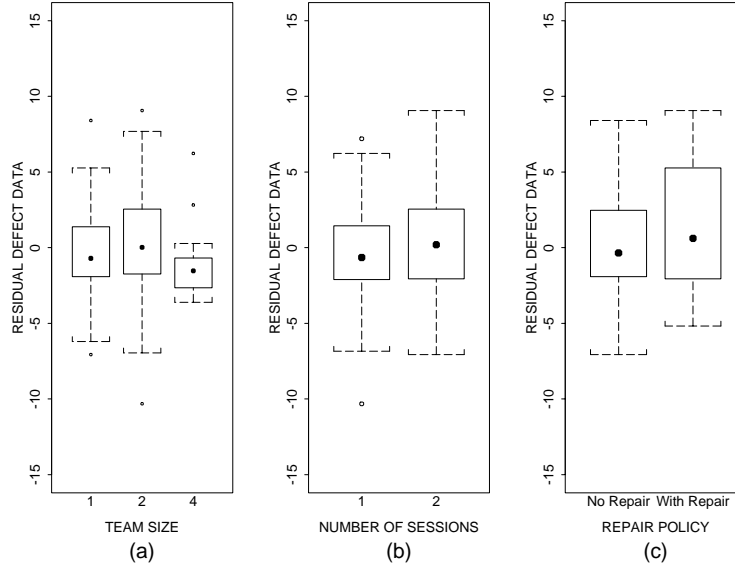 RESIDUAL DEFECT DATA
15
10
5
0
-5
-10
-15
1 2 4
TEAM SIZE
(a)
RESIDUAL DEFECT DATA
15
10
5
0
-5
-10
-15
1 2
NUMBER OF SESSIONS
(b)
RESIDUAL DEFECT DATA
15
10
5
0
-5
-10
-15
No Repair With Repair
REPAIR POLICY
(c)